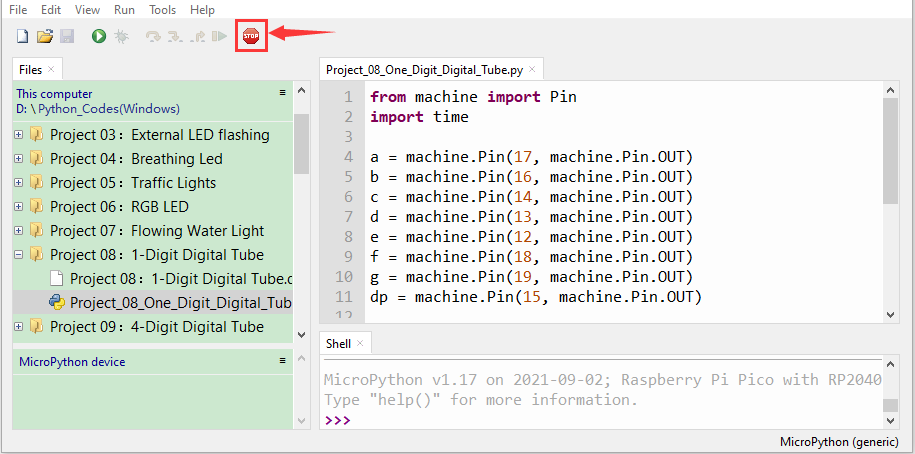 File Edit View Run Tools Help
STOP
Files
This computer
D: \ Python_Codes(Windows)
Project 03：External LED flashing
Project 04：Breathing Led
Project 05：Traffic Lights
Project 06：RGB LED
Project 07：Flowing Water Light
Project 08：1-Digit Digital Tube
Project 08：1-Digit Digital Tube.c
Project_08_One_Digit_Digital_Tub
Project 09：4-Digit Digital Tube
MicroPython device
Project_08_One_Digit_Digital_Tube.py
1 from machine import Pin
2 import time
3
4 a = machine.Pin(17, machine.Pin.OUT)
5 b = machine.Pin(16, machine.Pin.OUT)
6 c = machine.Pin(14, machine.Pin.OUT)
7 d = machine.Pin(13, machine.Pin.OUT)
8 e = machine.Pin(12, machine.Pin.OUT)
9 f = machine.Pin(18, machine.Pin.OUT)
10 g = machine.Pin(19, machine.Pin.OUT)
11 dp = machine.Pin(15, machine.Pin.OUT)
12
Shell
MicroPython v1.17 on 2021-09-02; Raspberry Pi Pico with RP2040
Type "help()" for more information.
>>>
MicroPython (generic)